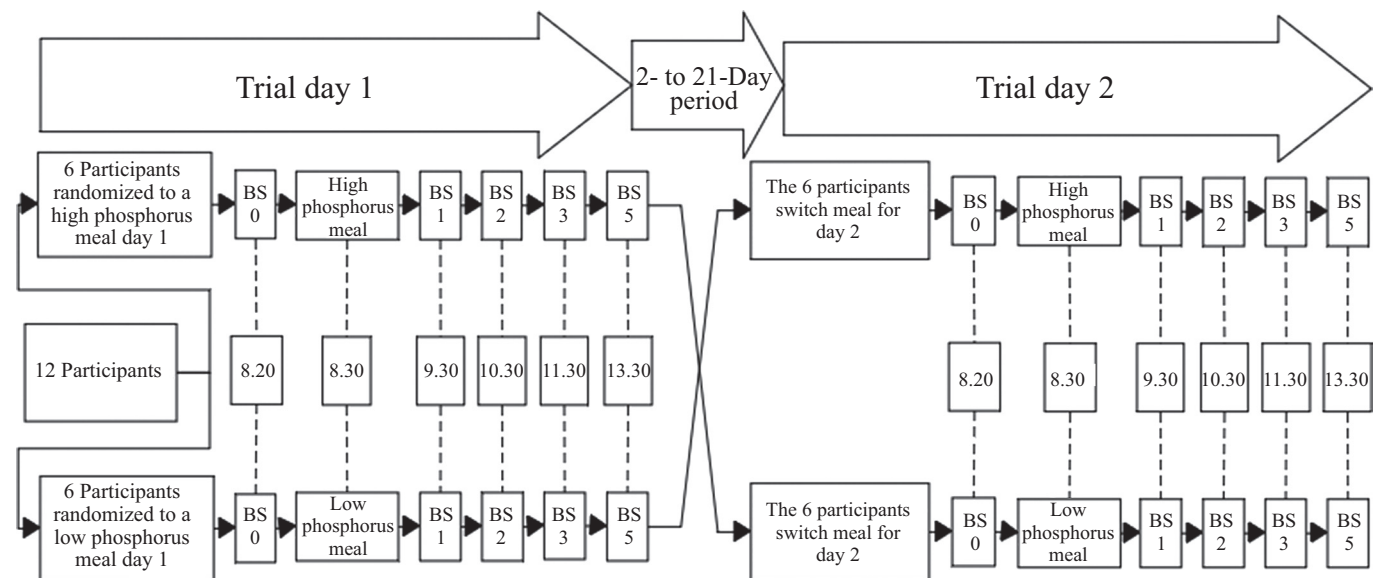 Trial day 1
2- to 21-Day
period
Trial day 2
6 Participants
randomized to a
high phosphorus
meal day 1
BS
0
High
phosphorus
meal
BS
1
BS
2
BS
3
BS
5
The 6 participants
switch meal for
day 2
BS
0
High
phosphorus
meal
BS
1
BS
2
BS
3
BS
5
12 Participants
8.20
8.30
9.30
10.30
11.30
13.30
8.20
8.30
9.30
10.30
11.30
13.30
6 Participants
randomized to a
low phosphorus
meal day 1
BS
0
Low
phosphorus
meal
BS
1
BS
2
BS
3
BS
5
The 6 participants
switch meal for
day 2
BS
0
Low
phosphorus
meal
BS
1
BS
2
BS
3
BS
5